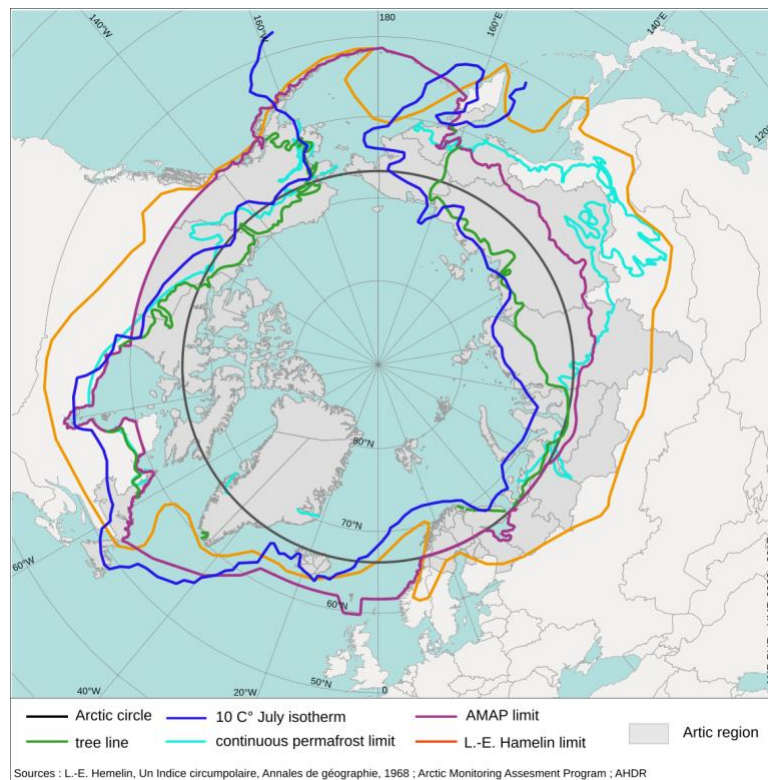 180
160°W
160°E
140°W
140°E
120°
80°N
70°N
60°W
60°N
50°N
40°W
20°W
0
Arctic circle
10 C° July isotherm
AMAP limit
tree line
continuous permafrost limit
L.-E. Hamelin limit
Artic region
Sources : L.-E. Hemelin, Un Indice circumpolaire, Annales de géographie, 1968 ; Arctic Monitoring Assesment Program ; AHDR